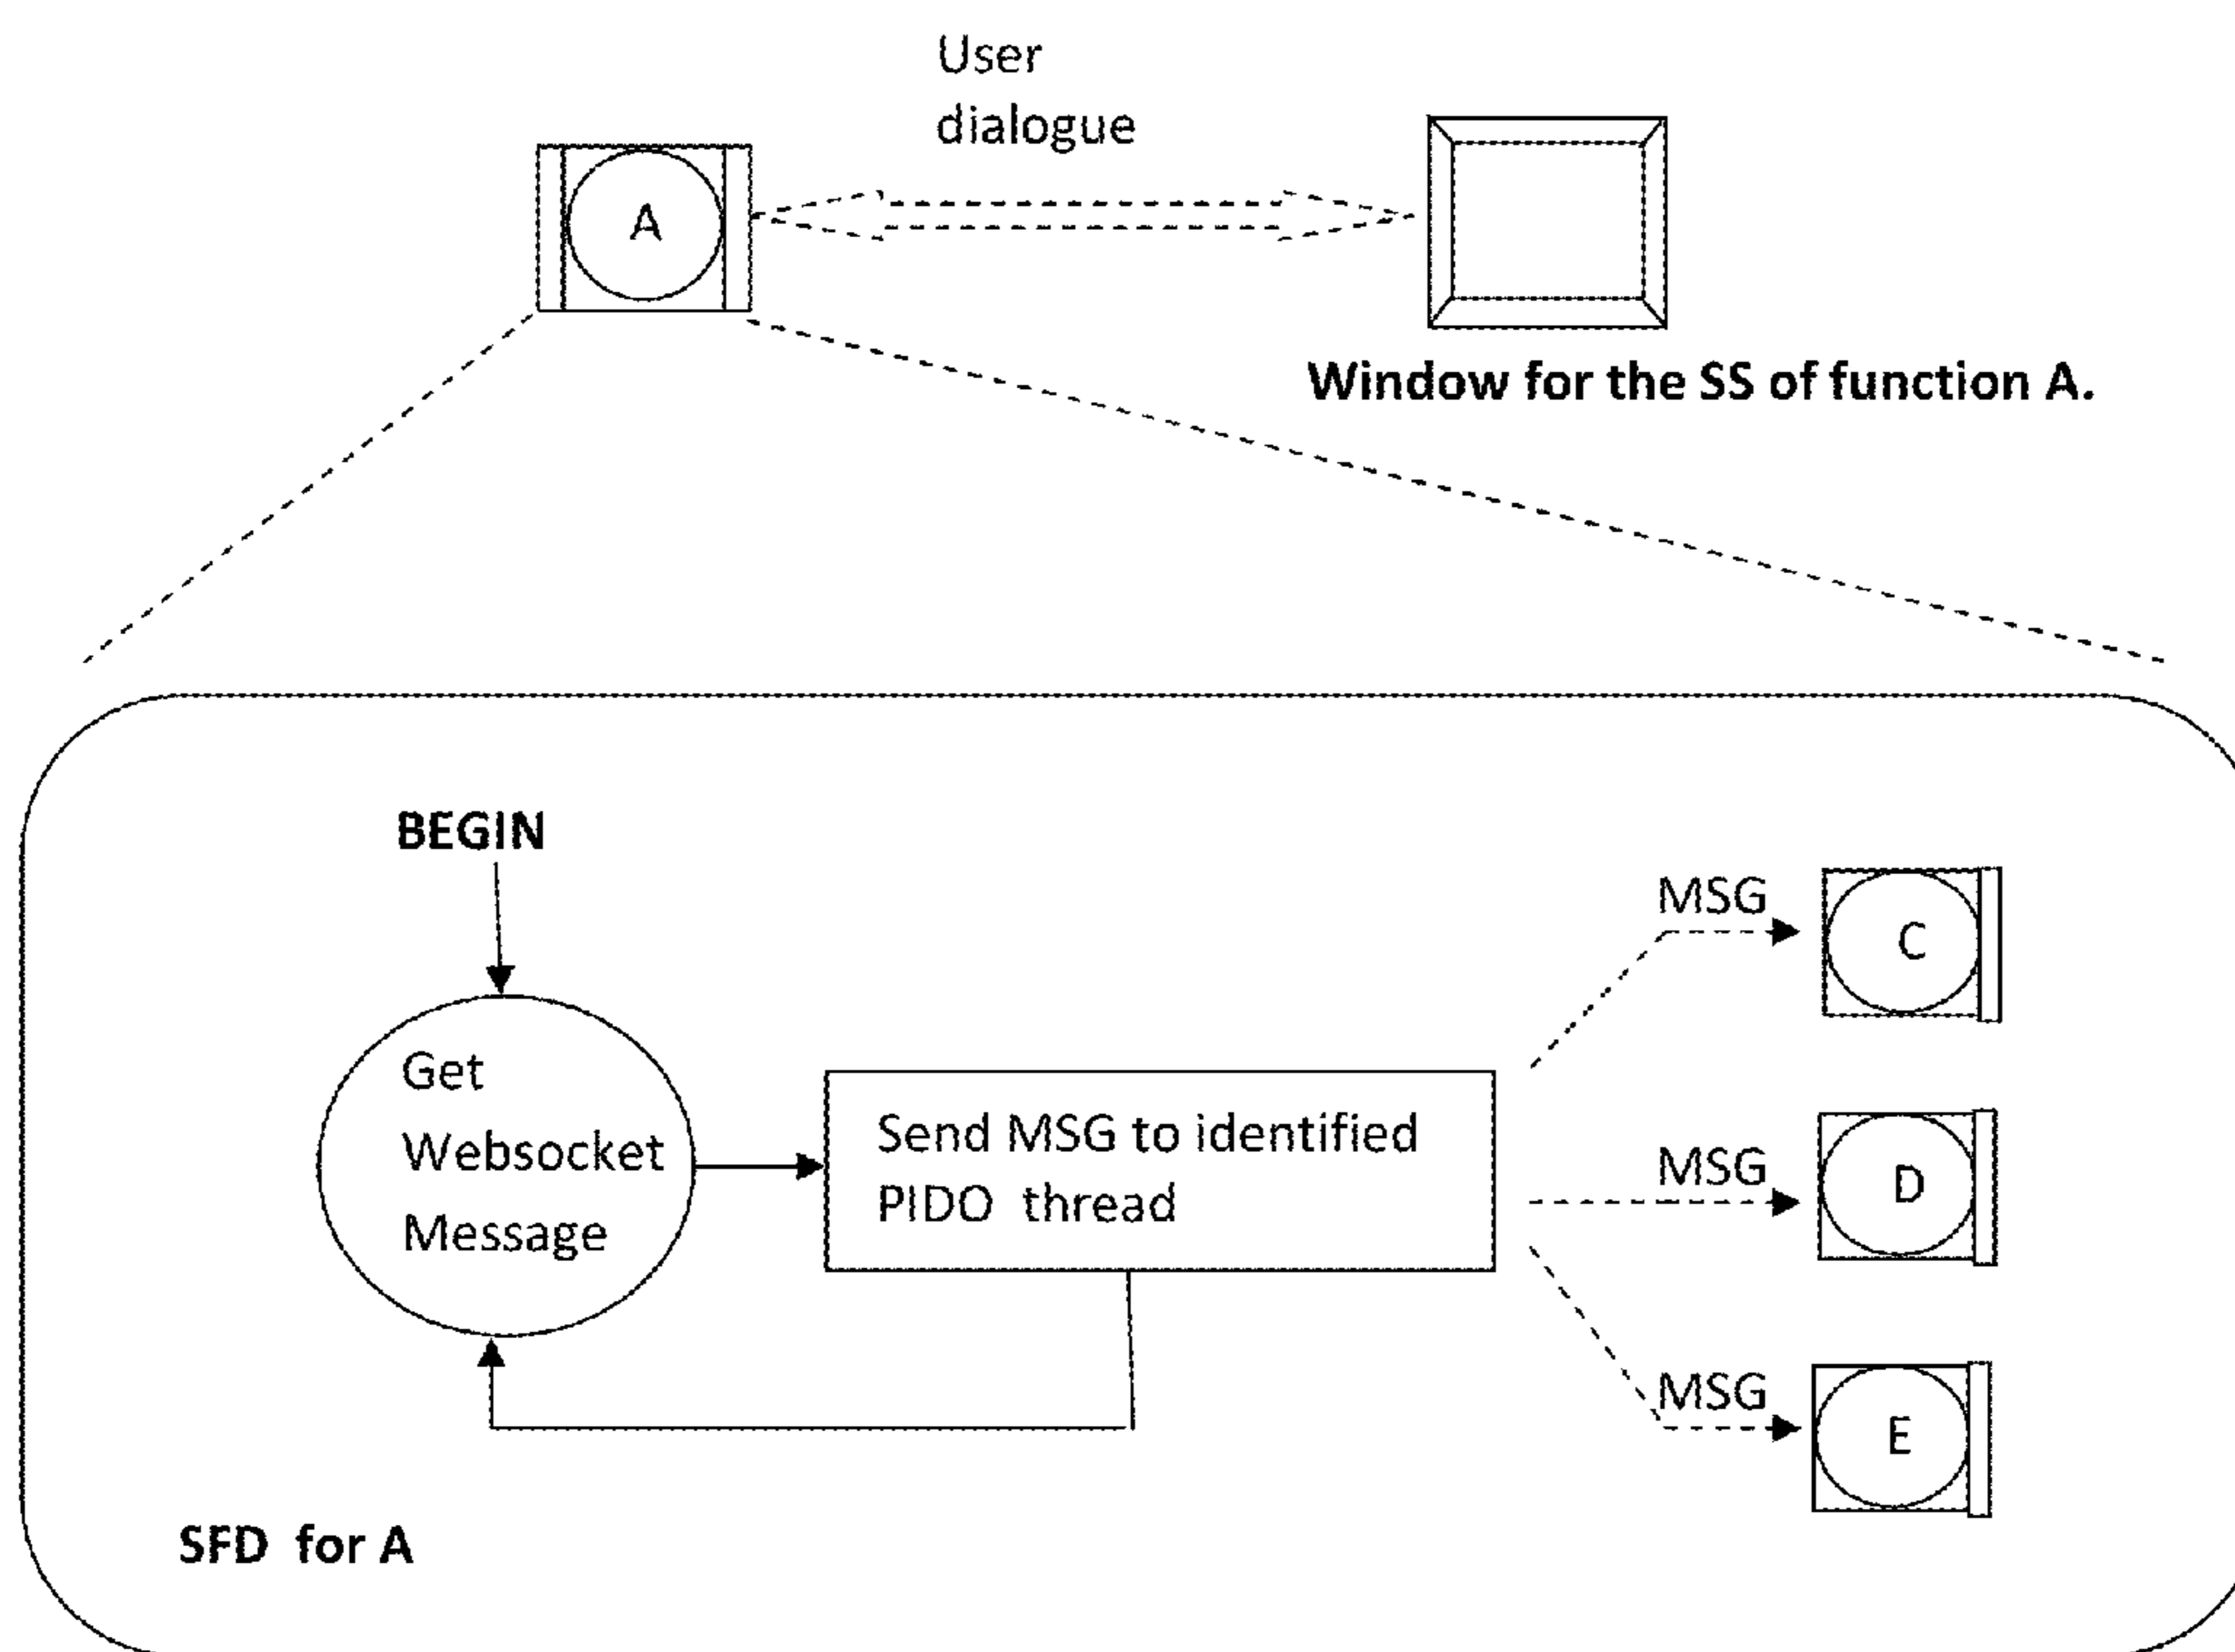 User
dialogue
A
Window for the SS of function A.
BEGIN
Get
Websocket
Message
Send MSG to identified
PIDO thread
MSG
C
MSG
D
MSG
E
SFD for A